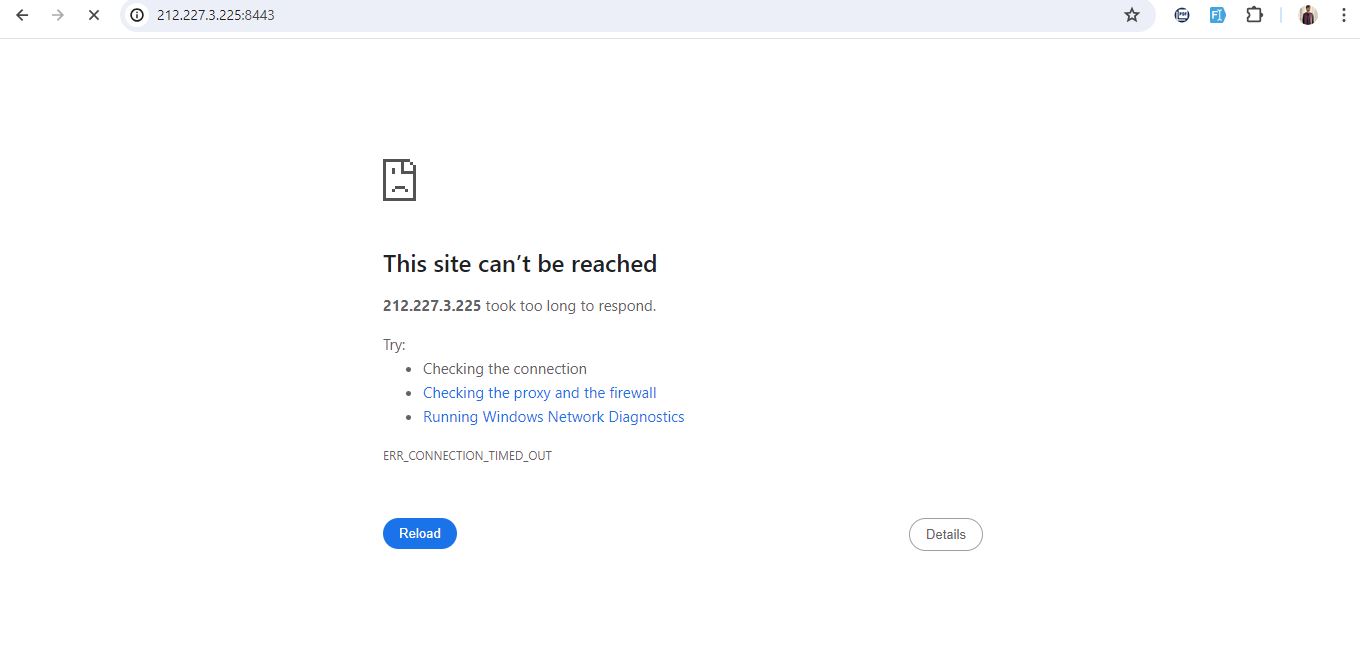 212.227.3.225:8443
This site can’t be reached
212.227.3.225 took too long to respond.
Try:
Checking the connection
Checking the proxy and the firewall
Running Windows Network Diagnostics
ERR_CONNECTION_TIMED_OUT
Reload
Details